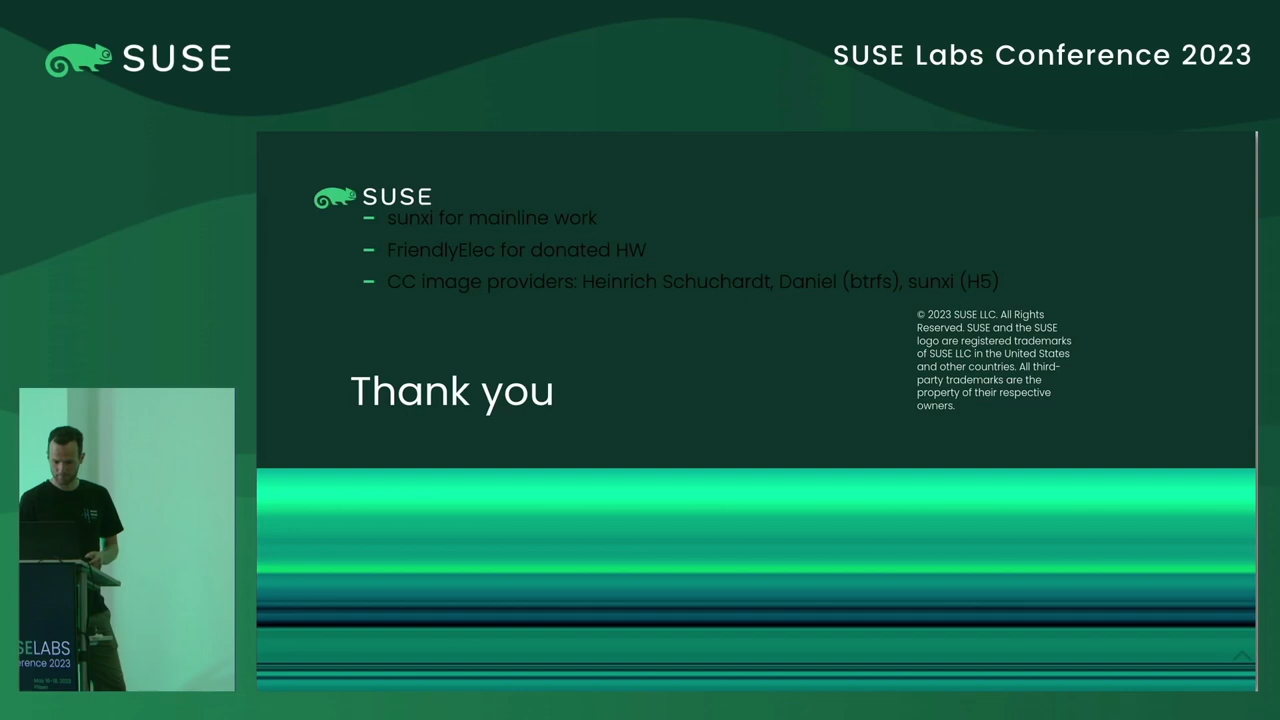 SUSE
SUSE Labs Conference 2023
SUSE
– sunxi for mainline work
– FriendlyElec for donated HW
– CC image providers: Heinrich Schuchardt, Daniel (btrfs), sunxi (H5)
© 2023 SUSE LLC. All Rights
Reserved. SUSE and the SUSE
logo are registered trademarks
of SUSE LLC in the United States
and other countries. All third-
party trademarks are the
property of their respective
owners.
Thank you
SELABS
erence 2023